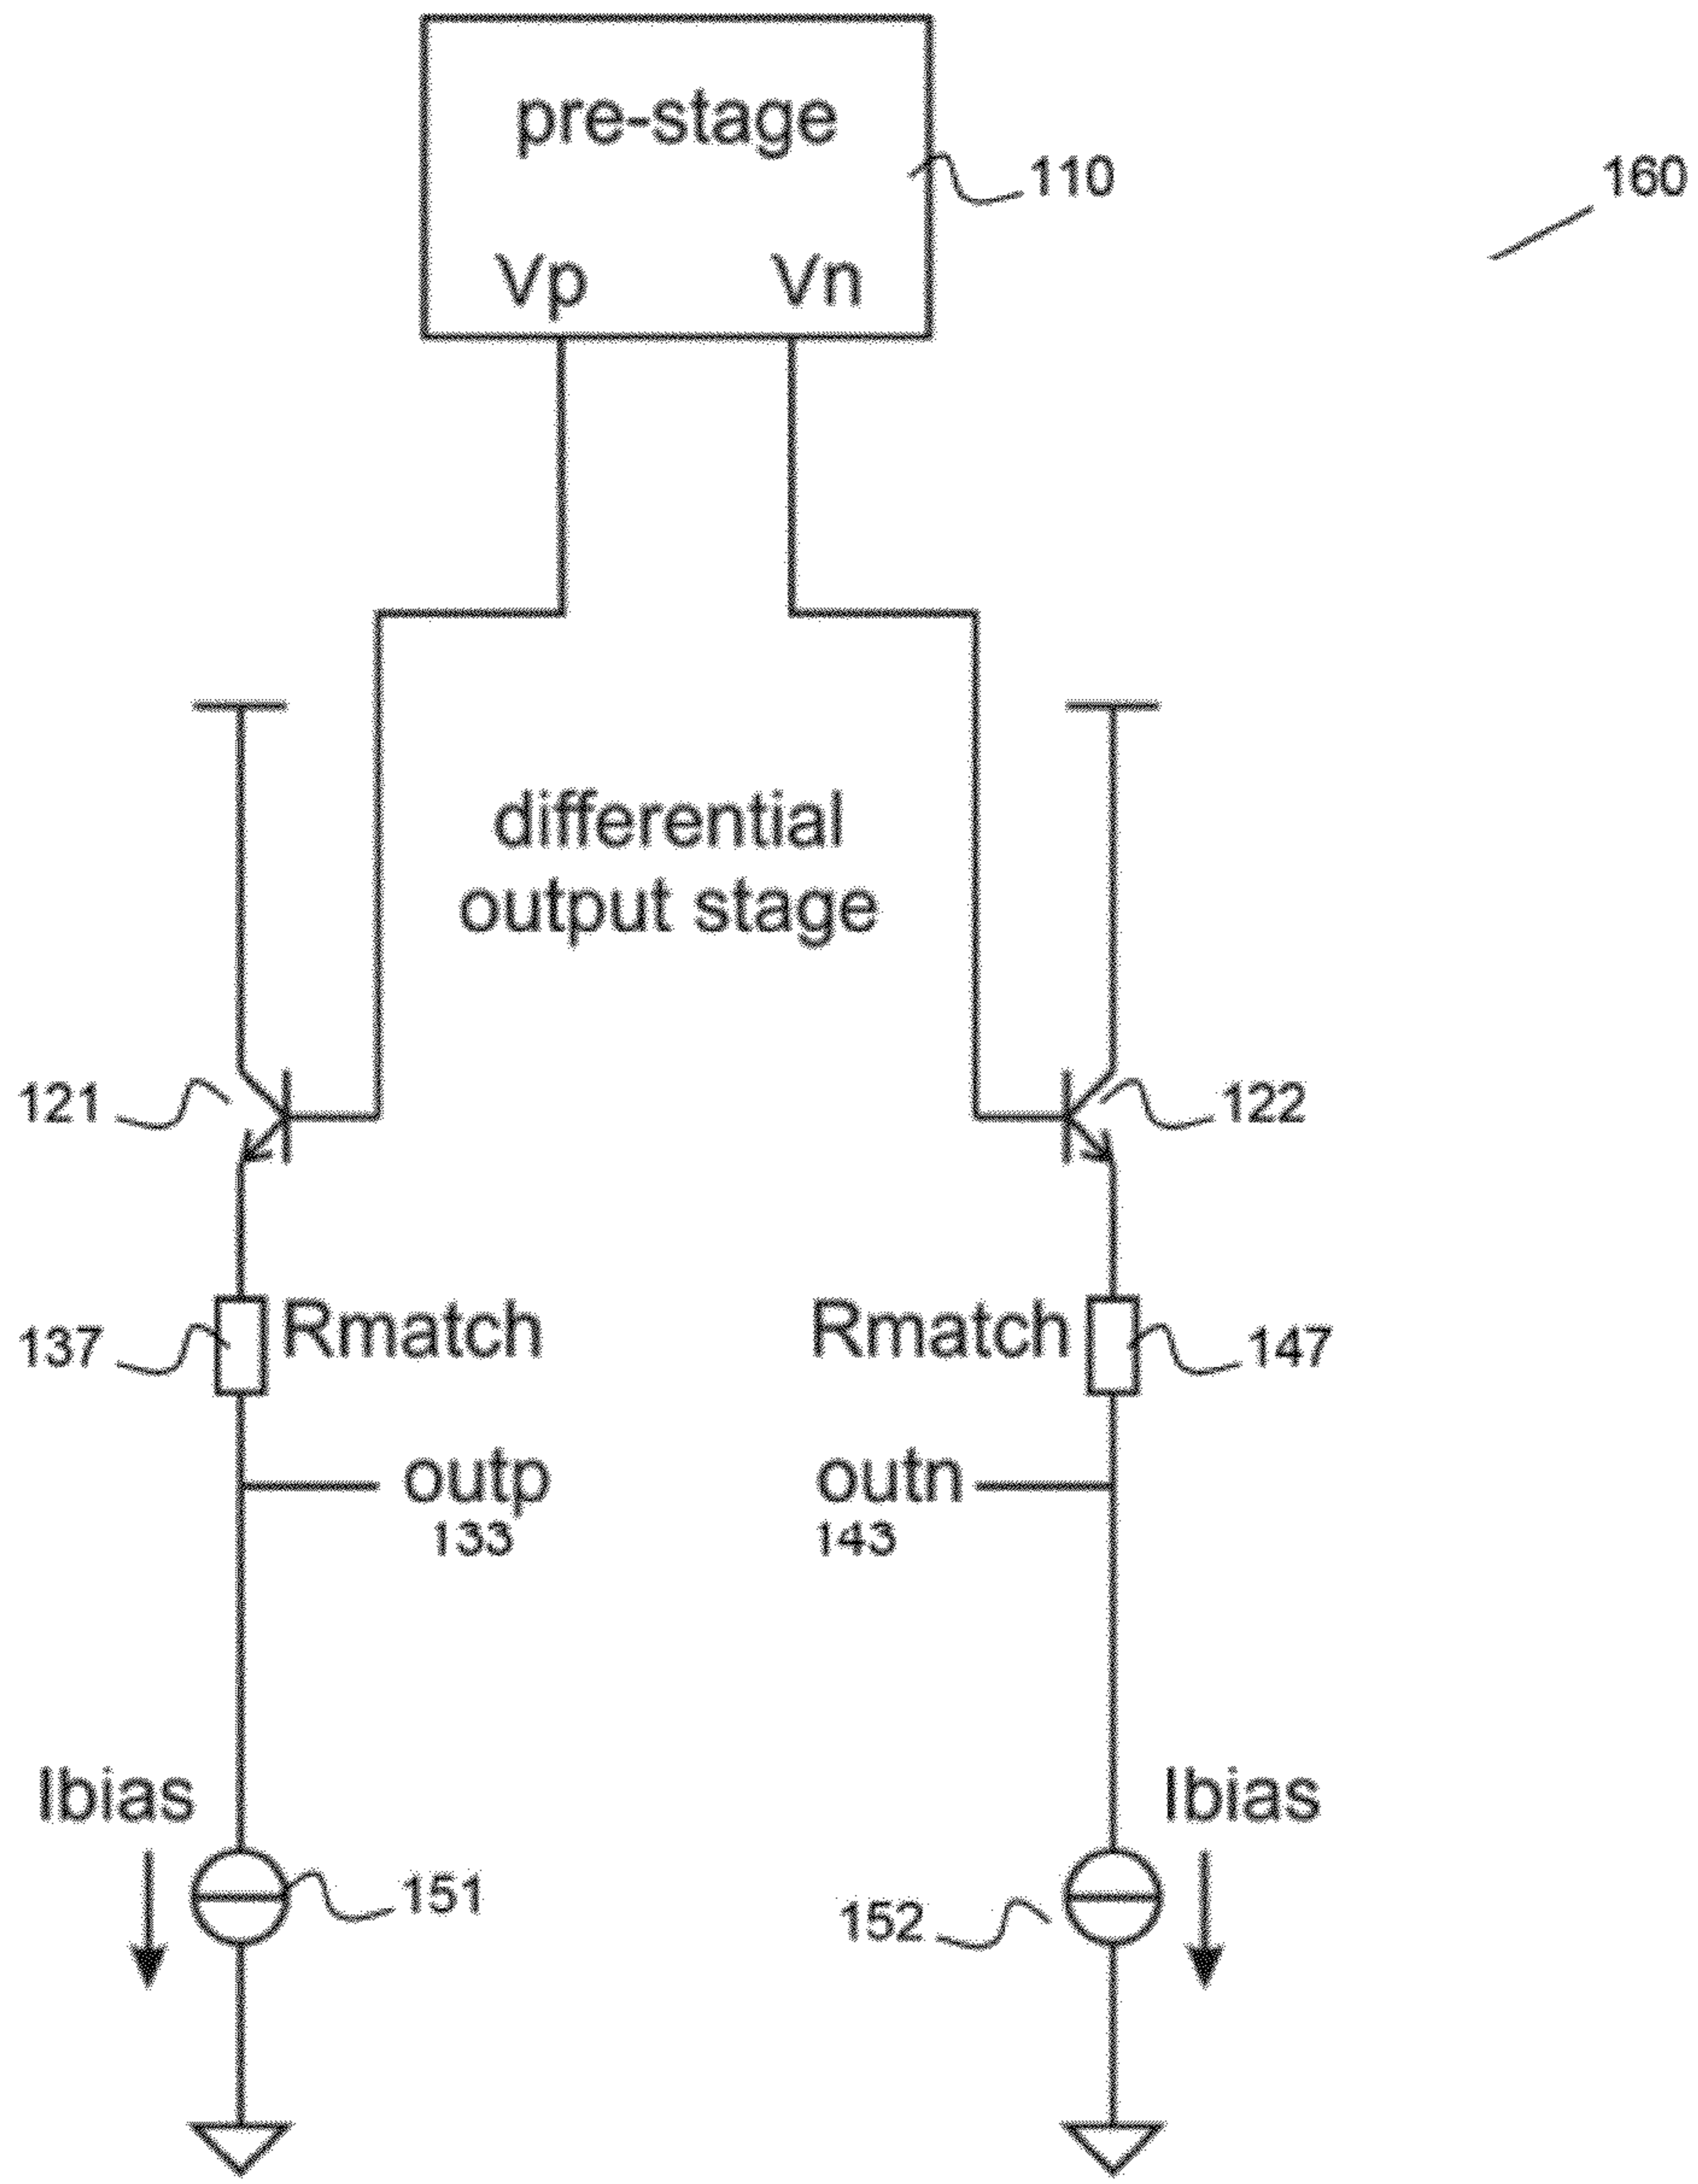 pre-stage
110
160
Vp Vn
differential
output stage
121
122
137
Rmatch
Rmatch
147
outp
outn
133
143
Ibias
Ibias
151
152